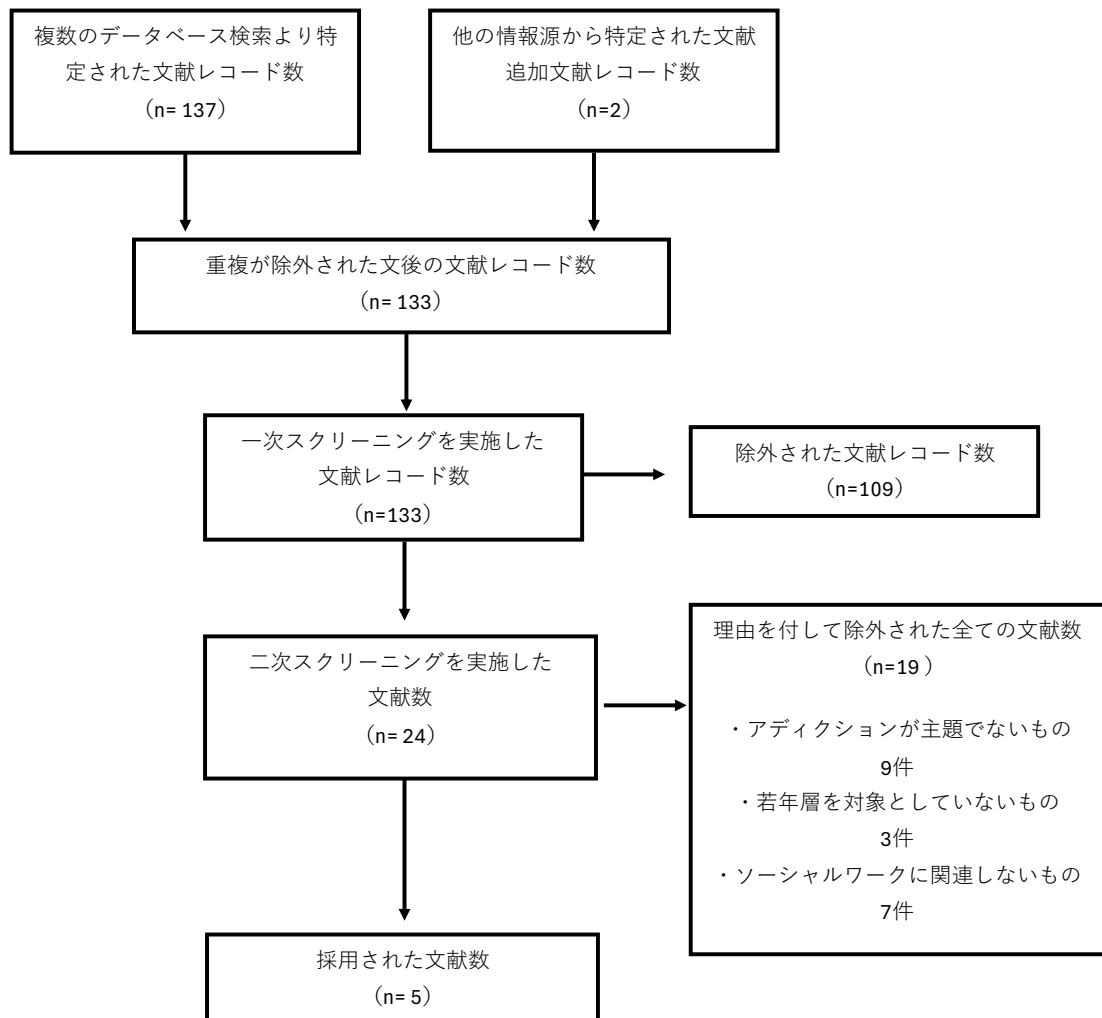 複数のデータベース検索より特
定された文献レコード数
（n= 137）
他の情報源から特定された文献
追加文献レコード数
（n=2）
重複が除外された文後の文献レコード数
（n= 133）
一次スクリーニングを実施した
文献レコード数
（n=133）
除外された文献レコード数
（n=109）
二次スクリーニングを実施した
文献数
（n= 24）
理由を付して除外された全ての文献数
（n=19 ）
・アディクションが主題でないもの
9件
・若年層を対象としていないもの
3件
・ソーシャルワークに関連しないもの
7件
採用された文献数
（n= 5）